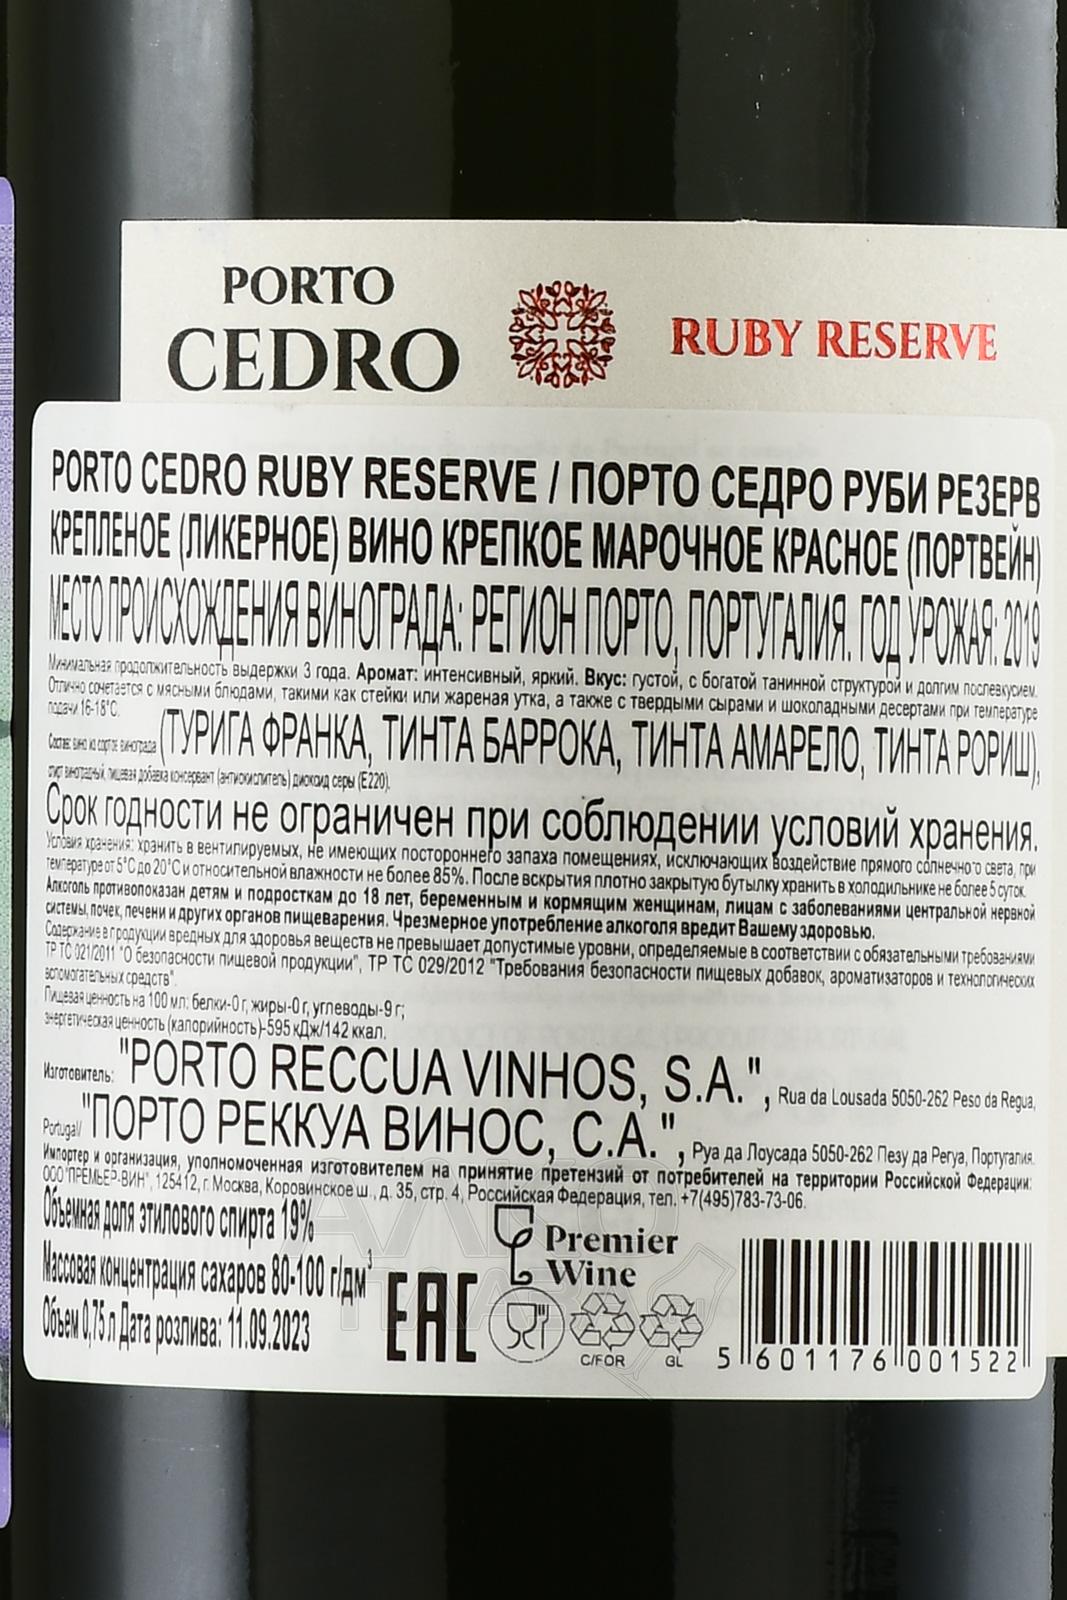 PORTO
CEDRO
RUBY RESERVE
PORTO CEDRO RUBY RESERVE / ПОРТО СЕДРО РУБИ РЕЗЕРВ
КРЕПЛЕНОЕ (ЛИКЕРНОЕ) ВИНО КРЕПКОЕ МАРОЧНОЕ КРАСНОЕ (ПОРТВЕЙН)
МЕСТО ПРОИСХОЖДЕНИЯ ВИНОГРАДА: РЕГИОН ПОРТО, ПОРТУГАЛИЯ. ГОД УРОЖАЯ: 2019
Минимальная продолжительность выдержки 3 года. Аромат: интенсивный, яркий. Вкус: густой, с богатой танинной структурой и долгим послевкусием.
Отлично сочетается с мясными блюдами, такими как стейки или жареная утка, а также с твердыми сырами и шоколадными десертами при температуре
подачи 16-18°С.
Состав: вино из сортов винограда (ТУРИГА ФРАНКА, ТИНТА БАРРОКА, ТИНТА АМАРЕЛО, ТИНТА РОРИШ),
спирт виноградный, пищевая добавка консервант (антиокислитель) диоксид серы (Е220).
Срок годности не ограничен при соблюдении условий хранения.
Условия хранения: хранить в вентилируемых, не имеющих постороннего запаха помещениях, исключающих воздействие прямого солнечного света, при
температуре от 5°С до 20°С и относительной влажности не более 85%. После вскрытия плотно закрытую бутылку хранить в холодильнике не более 5 суток.
Алкоголь противопоказан детям и подросткам до 18 лет, беременным и кормящим женщинам, лицам с заболеваниями центральной нервной
системы, почек, печени и других органов пищеварения. Чрезмерное употребление алкоголя вредит Вашему здоровью.
Содержание в продукции вредных для здоровья веществ не превышает допустимые уровни, определяемые в соответствии с обязательными требованиями
ТР ТС 021/2011 "О безопасности пищевой продукции", ТР ТС 029/2012 "Требования безопасности пищевых добавок, ароматизаторов и технологических
вспомогательных средств".
Пищевая ценность на 100 мл: белки-0 г, жиры-0 г, углеводы-9 г;
энергетическая ценность (калорийность)-595 кДж/142 ккал.
Изготовитель: "PORTO RECCUA VINHOS, S.A.", Rua da Lousada 5050-262 Peso da Regua,
Portugal/ "ПОРТО РЕККУА ВИНОС, С.А.", Руа да Лоусада 5050-262 Пезу да Регуа, Португалия.
Импортер и организация, уполномоченная изготовителем на принятие претензий от потребителей на территории Российской Федерации:
ООО "ПРЕМЬЕР-ВИН", 125412, г. Москва, Коровинское ш., д. 35, стр. 4, Российская Федерация, тел. +7(495)783-73-06.
Объемная доля этилового спирта 19%
Массовая концентрация сахаров 80-100 г/дм³
Объем 0,75 л Дата розлива: 11.09.2023
EAC
Premier
Wine
C/FOR
GL
5 601176 001522